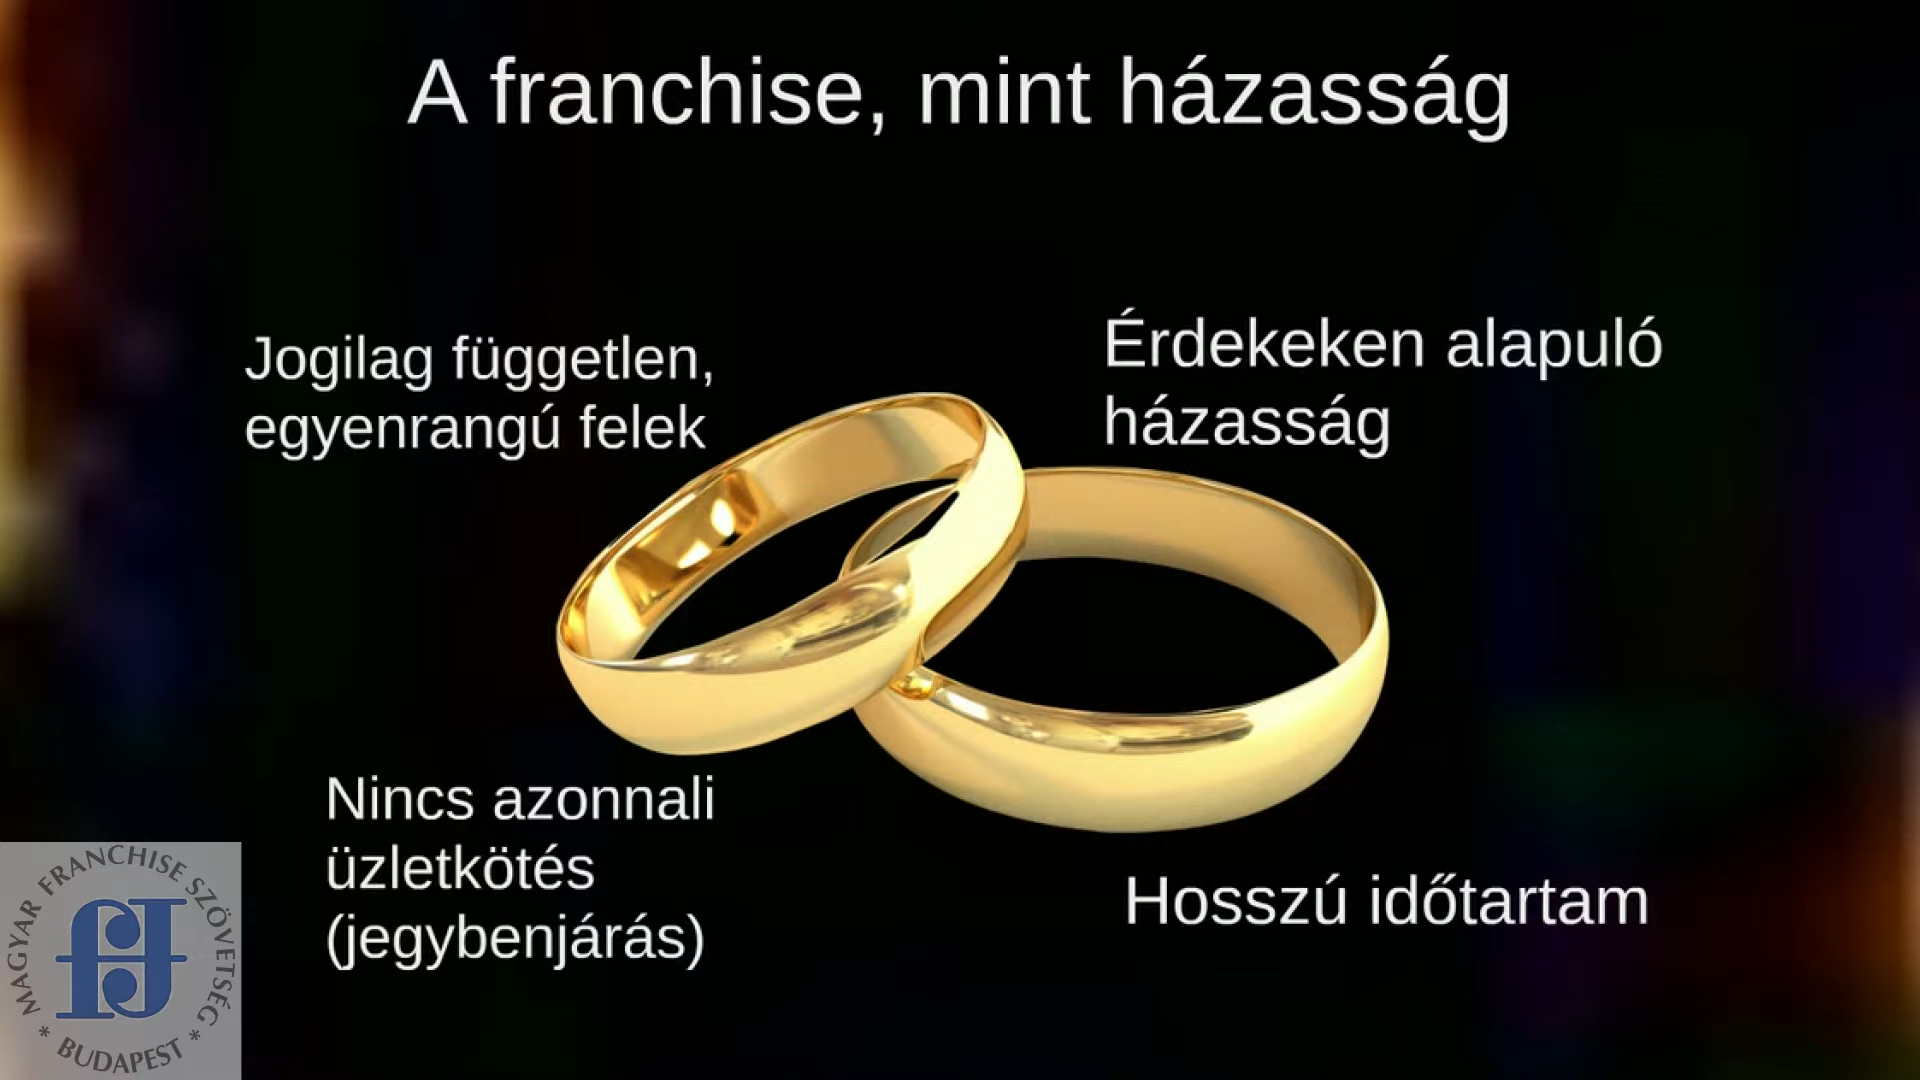 A franchise, mint házasság
Jogilag független,
egyenrangú felek
Érdekeken alapuló
házasság
Nincs azonnali
üzletkötés
(jegybenjárás)
Hosszú időtartam
MAGYAR FRANCHISE SZÖVETSÉG
* BUDAPEST *